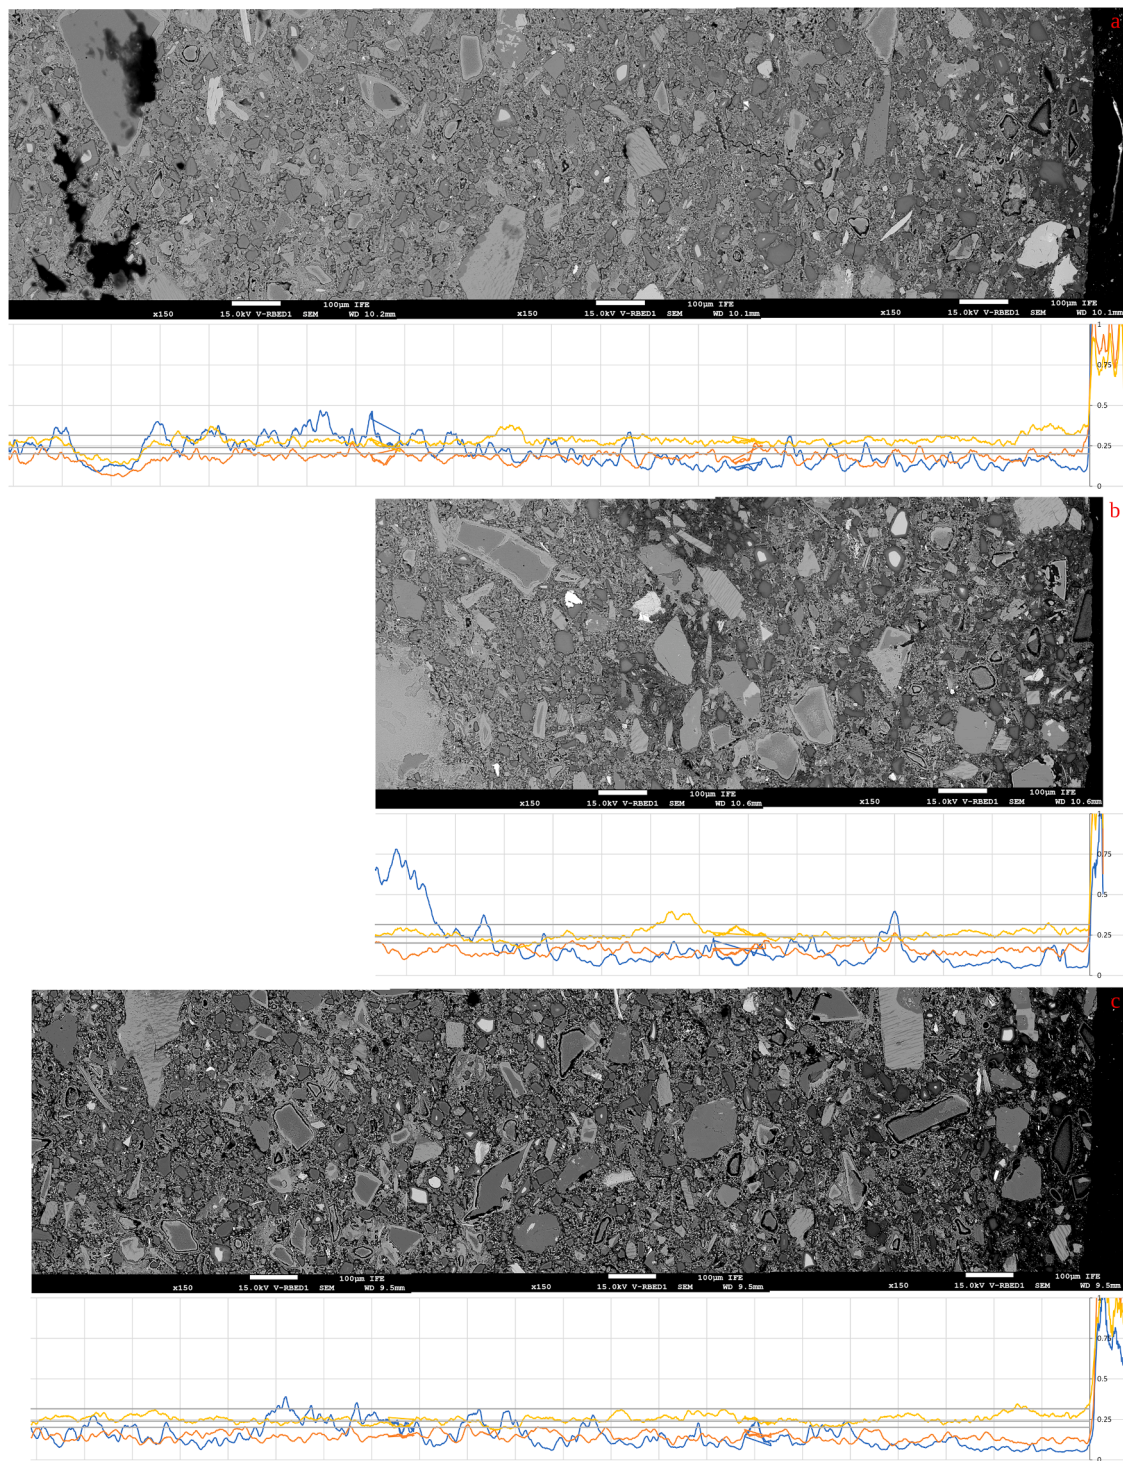 a
100µm IFE 100µm IFE 100µm IFE
x150 15.0kV V-RBED1 SEM WD 10.2mm x150 15.0kV V-RBED1 SEM WD 10.1mm x150 15.0kV V-RBED1 SEM WD 10.1mm
1
0.75
0.5
0.25
0
b
100µm IFE 100µm IFE
x150 15.0kV V-RBED1 SEM WD 10.6mm x150 15.0kV V-RBED1 SEM WD 10.6mm
1
0.75
0.5
0.25
0
c
100µm IFE 100µm IFE 100µm IFE
x150 15.0kV V-RBED1 SEM WD 9.5mm x150 15.0kV V-RBED1 SEM WD 9.5mm x150 15.0kV V-RBED1 SEM WD 9.5mm
1
0.75
0.5
0.25
0